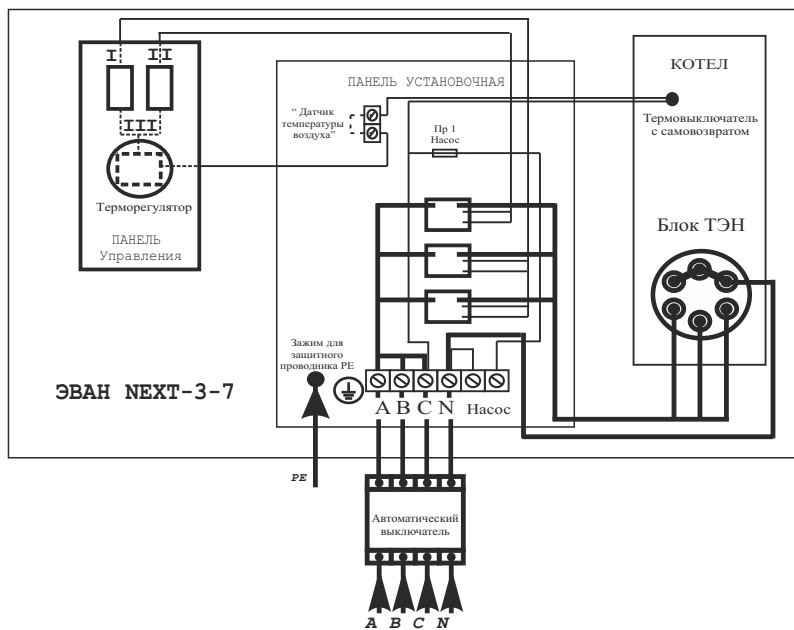 I II
III
Терморегулятор
ПАНЕЛЬ
Управления
ПАНЕЛЬ УСТАНОВОЧНАЯ
“ Датчик
температуры
воздуха”
Пр 1
Насос
КОТЕЛ
Термовыключатель
с самовозвратом
Блок ТЭН
Зажим для
защитного
проводника РЕ
ЭВАН NEXT-3-7
A B C N Насос
PE
Автоматический
выключатель
A B C N